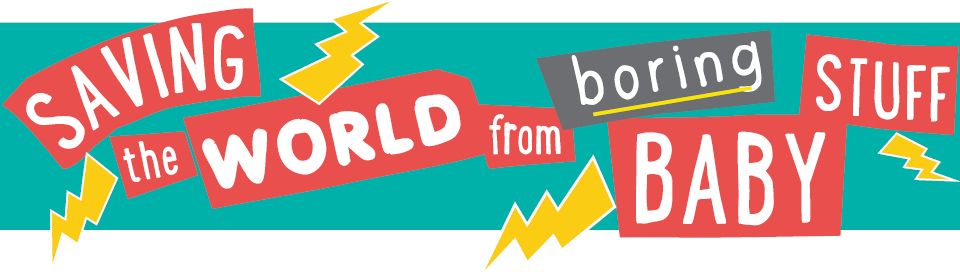 SAVING
the WORLD from
boring
BABY
STUFF